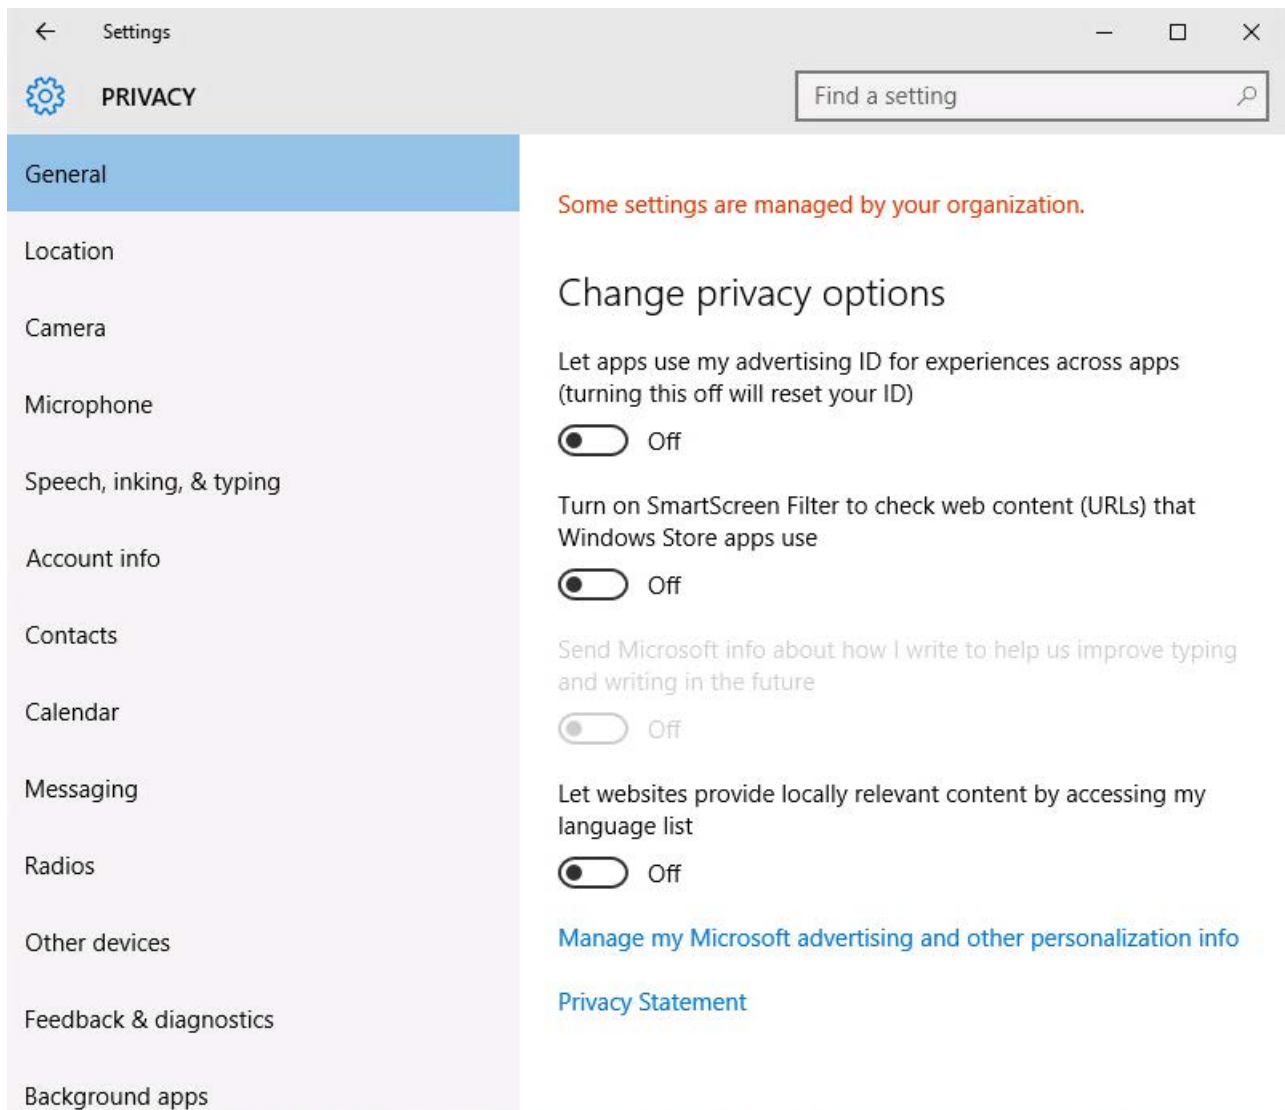 Settings
PRIVACY
Find a setting
General
Location
Camera
Microphone
Speech, inking, & typing
Account info
Contacts
Calendar
Messaging
Radios
Other devices
Feedback & diagnostics
Background apps
Some settings are managed by your organization.
Change privacy options
Let apps use my advertising ID for experiences across apps
(turning this off will reset your ID)
Off
Turn on SmartScreen Filter to check web content (URLs) that
Windows Store apps use
Off
Send Microsoft info about how I write to help us improve typing
and writing in the future
Off
Let websites provide locally relevant content by accessing my
language list
Off
Manage my Microsoft advertising and other personalization info
Privacy Statement